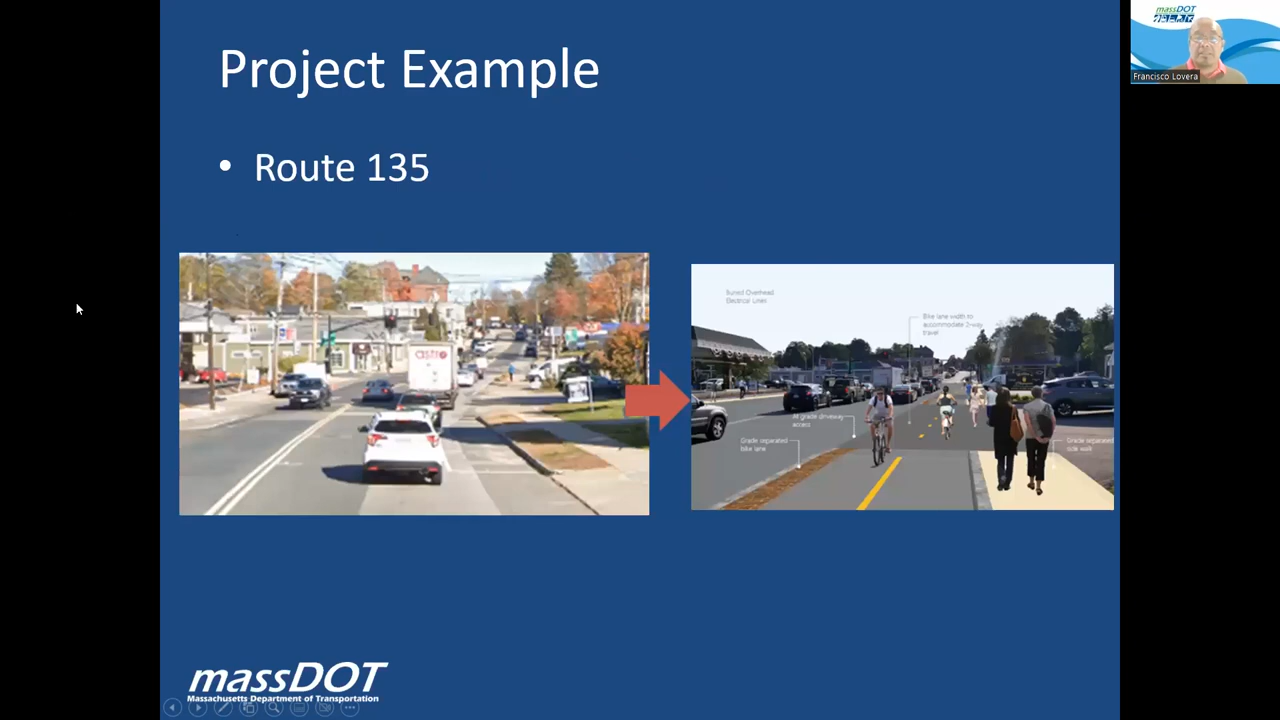 Project Example
• Route 135
astro
Buried Overhead
Electrical Lines
Bike lane width to
accommodate 2-way
travel
At grade driveway
access
Grade separated
bike lane
Grade separated
side walk
massDOT
Massachusetts Department of Transportation
massDOT
Francisco Lovera